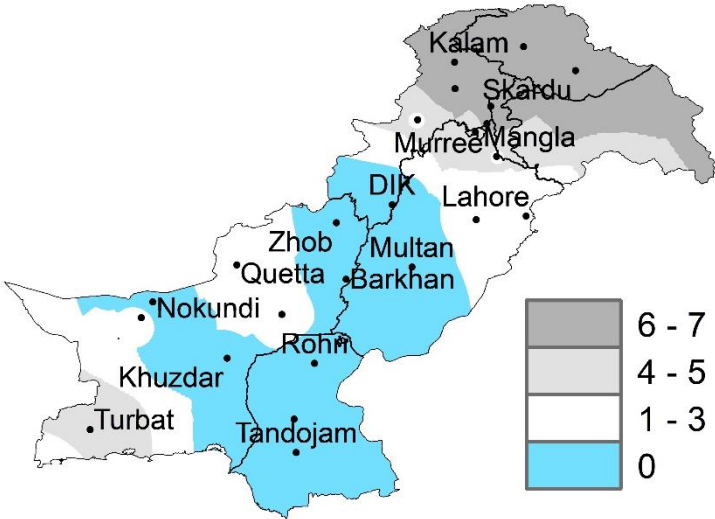 Kalam
Skardu
Murree
Mangla
DIK
Lahore
Zhob
Multan
Quetta
Barkhan
Nokundi
Rohri
Khuzdar
Turbat
Tandojam
6 - 7
4 - 5
1 - 3
0